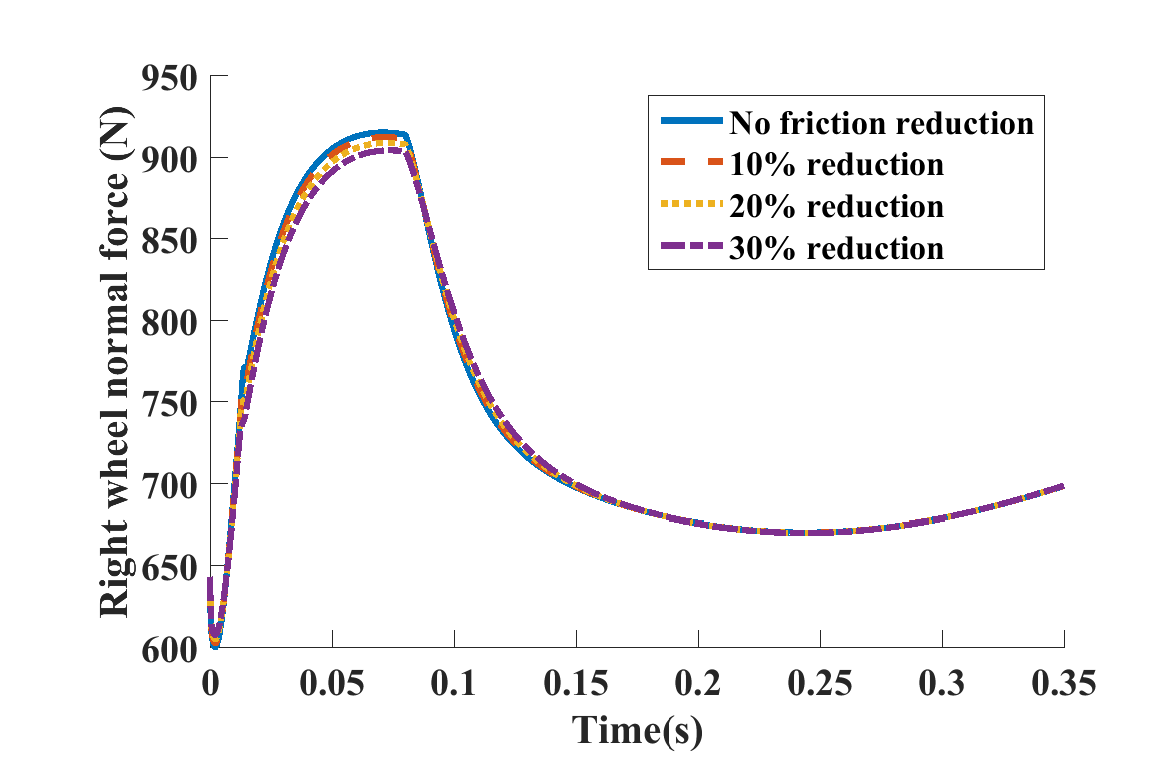 Right wheel normal force (N)
950
900
850
800
750
700
650
600
0 0.05 0.1 0.15 0.2 0.25 0.3 0.35
Time(s)
No friction reduction
10% reduction
20% reduction
30% reduction